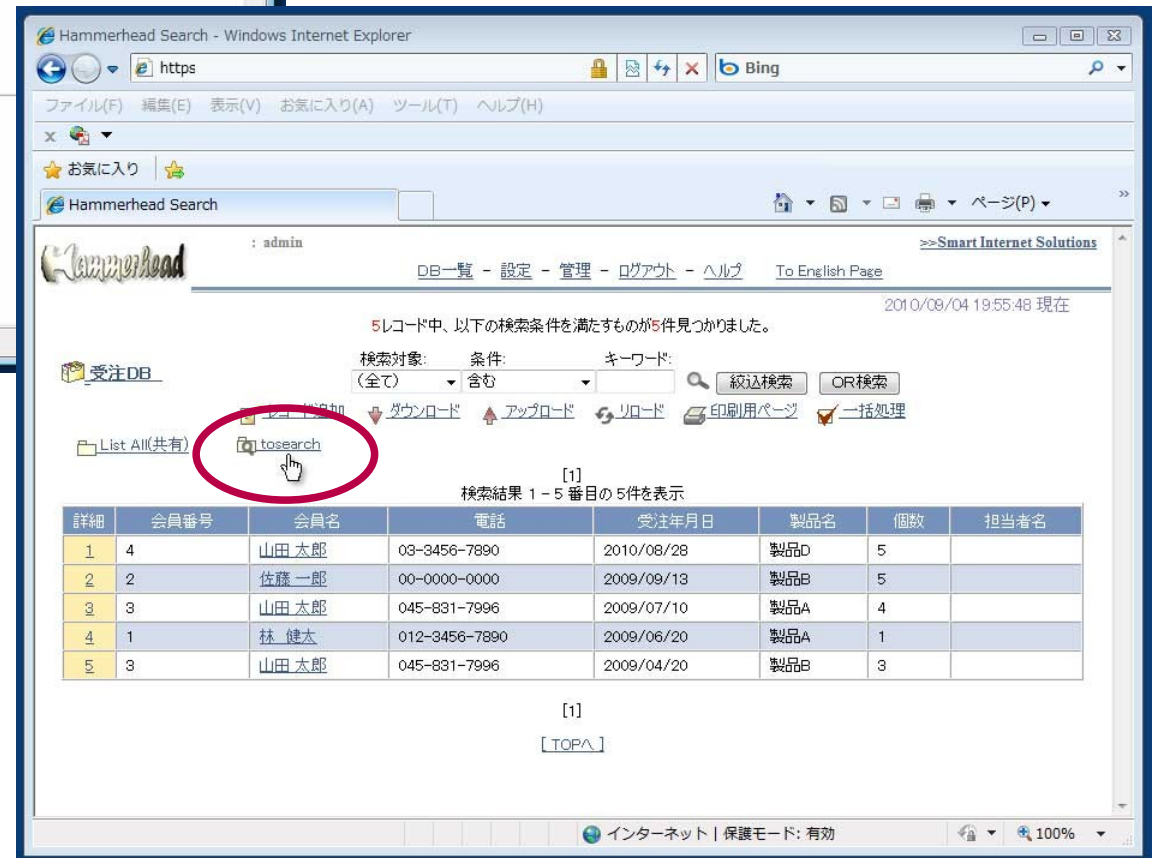 Hammerhead Search - Windows Internet Explorer
https
Bing
ファイル(F) 編集(E) 表示(V) お気に入り(A) ツール(T) ヘルプ(H)
x
お気に入り
Hammerhead Search
ページ(P)
»
Hammerhead : admin >>Smart Internet Solutions
DB一覧 - 設定 - 管理 - ログアウト - ヘルプ To English Page
2010/09/04 19:55:48 現在
5レコード中、以下の検索条件を満たすものが5件見つかりました。
検索対象: 条件: キーワード:
受注DB (全て) 含む 絞込検索 OR検索
レコード追加 ダウンロード アップロード リロード 印刷用ページ 一括処理
List All(共有) tosearch
[1]
検索結果 1 - 5 番目の 5件を表示
詳細 会員番号 会員名 電話 受注年月日 製品名 個数 担当者名
1 4 山田 太郎 03-3456-7890 2010/08/28 製品D 5
2 2 佐藤 一郎 00-0000-0000 2009/09/13 製品B 5
3 3 山田 太郎 045-831-7996 2009/07/10 製品A 4
4 1 林 健太 012-3456-7890 2009/06/20 製品A 1
5 3 山田 太郎 045-831-7996 2009/04/20 製品B 3
[1]
[ TOPへ ]
インターネット | 保護モード: 有効 100%